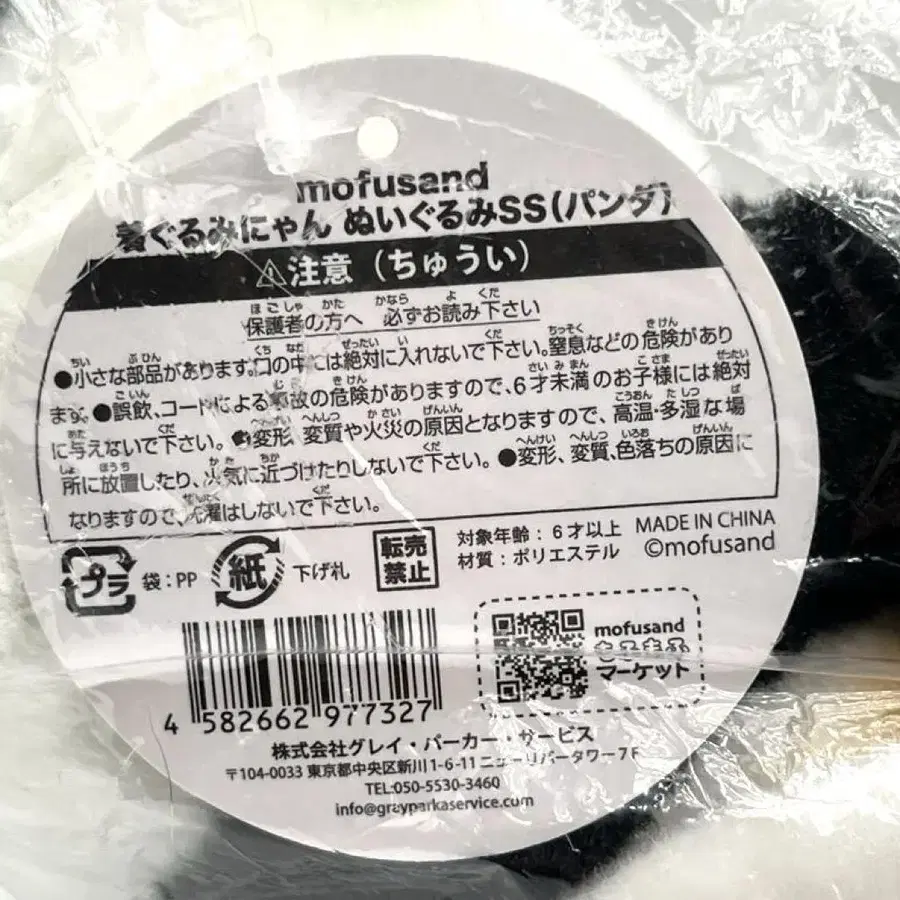 mofusand
着ぐるみにゃん ぬいぐるみSS(パンダ)
⚠注意(ちゅうい)
保護者の方へ 必ずお読み下さい
●小さな部品があります。口の中には絶対に入れないで下さい。窒息などの危険があり
ます。●誤飲、コードによる事故の危険がありますので、6才未満のお子様には絶対
に与えないで下さい。●変形、変質や火災の原因となりますので、高温・多湿な場
所に放置したり、火気に近づけたりしないで下さい。●変形、変質、色落ちの原因に
なりますので、洗濯はしないで下さい。
プラ 袋:PP 紙 下げ札 転売禁止
対象年齢:6才以上 MADE IN CHINA
材質:ポリエステル ©mofusand
mofusand
もふもふ
マーケット
4 582662 977327
株式会社グレイ・パーカー・サービス
〒104-0033 東京都中央区新川1-6-11 ニューリバータワー7F
TEL:050-5530-3460
info@grayparkaservice.com